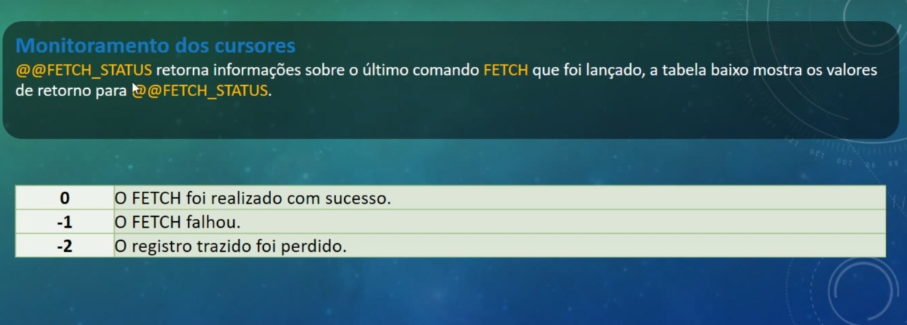 Monitoramento dos cursores
@@FETCH_STATUS retorna informações sobre o último comando FETCH que foi lançado, a tabela baixo mostra os valores
de retorno para @@FETCH_STATUS.
0 O FETCH foi realizado com sucesso.
-1 O FETCH falhou.
-2 O registro trazido foi perdido.